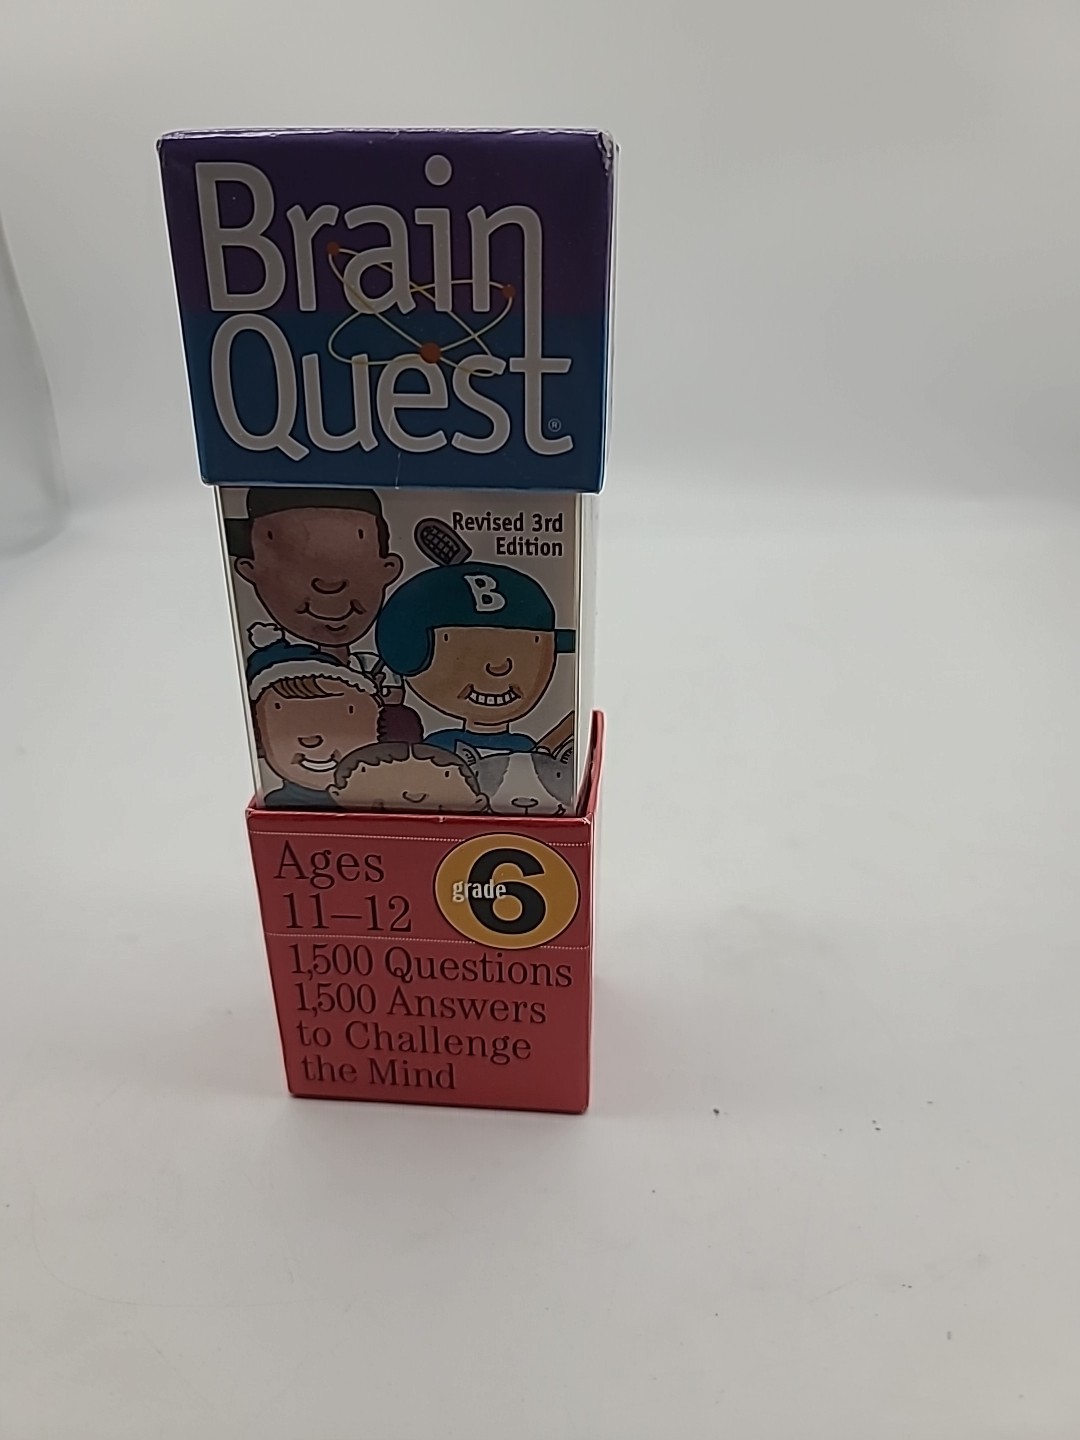 Brain
Quest®
Revised 3rd
Edition
B
Ages
11–12
grade 6
1,500 Questions
1,500 Answers
to Challenge
the Mind